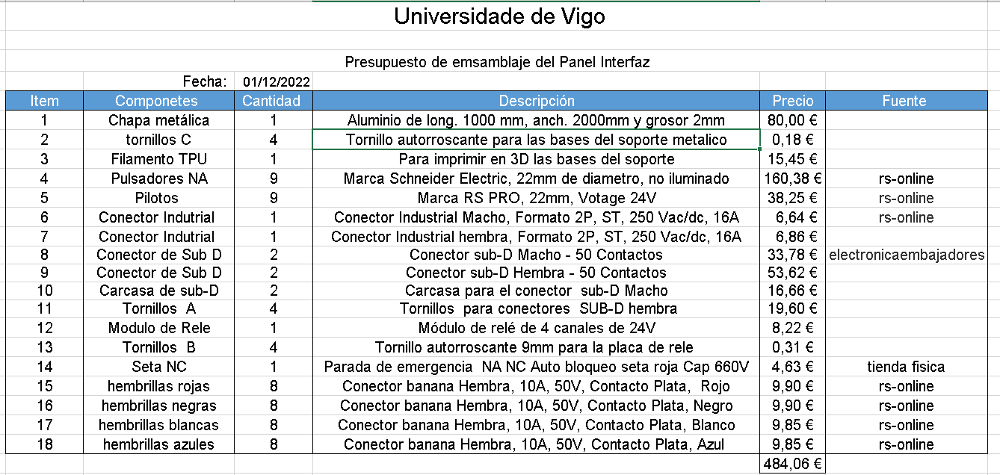 Universidade de Vigo
Presupuesto de emsamblaje del Panel Interfaz
Fecha: 01/12/2022
Item Componetes Cantidad Descripción Precio Fuente
1 Chapa metálica 1 Aluminio de long. 1000 mm, anch. 2000mm y grosor 2mm 80,00 €
2 tornillos C 4 Tornillo autorroscante para las bases del soporte metalico 0,18 €
3 Filamento TPU 1 Para imprimir en 3D las bases del soporte 15,45 €
4 Pulsadores NA 9 Marca Schneider Electric, 22mm de diametro, no iluminado 160,38 € rs-online
5 Pilotos 9 Marca RS PRO, 22mm, Votage 24V 38,25 € rs-online
6 Conector Indutrial 1 Conector Industrial Macho, Formato 2P, ST, 250 Vac/dc, 16A 6,64 € rs-online
7 Conector Indutrial 1 Conector Industrial hembra, Formato 2P, ST, 250 Vac/dc, 16A 6,86 €
8 Conector de Sub D 2 Conector sub-D Macho - 50 Contactos 33,78 € electronicaembajadores
9 Conector de Sub D 2 Conector sub-D Hembra - 50 Contactos 53,62 €
10 Carcasa de sub-D 2 Carcasa para el conector sub-D Macho 16,66 €
11 Tornillos A 4 Tornillos para conectores SUB-D hembra 19,60 €
12 Modulo de Rele 1 Módulo de relé de 4 canales de 24V 8,22 €
13 Tornillos B 4 Tornillo autorroscante 9mm para la placa de rele 0,31 €
14 Seta NC 1 Parada de emergencia NA NC Auto bloqueo seta roja Cap 660V 4,63 € tienda fisica
15 hembrillas rojas 8 Conector banana Hembra, 10A, 50V, Contacto Plata, Rojo 9,90 € rs-online
16 hembrillas negras 8 Conector banana Hembra, 10A, 50V, Contacto Plata, Negro 9,90 € rs-online
17 hembrillas blancas 8 Conector banana Hembra, 10A, 50V, Contacto Plata, Blanco 9,85 € rs-online
18 hembrillas azules 8 Conector banana Hembra, 10A, 50V, Contacto Plata, Azul 9,85 € rs-online
484,06 €